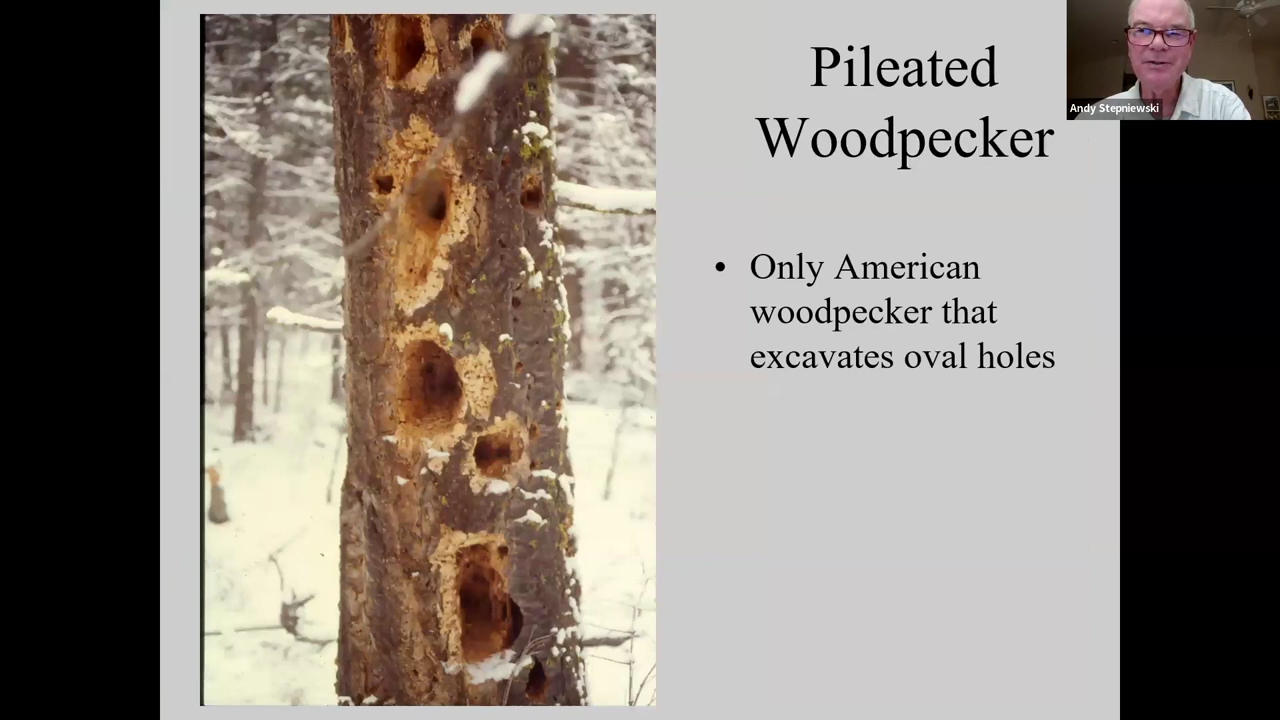 Pileated
Woodpecker
Andy Stepniewski
• Only American
woodpecker that
excavates oval holes